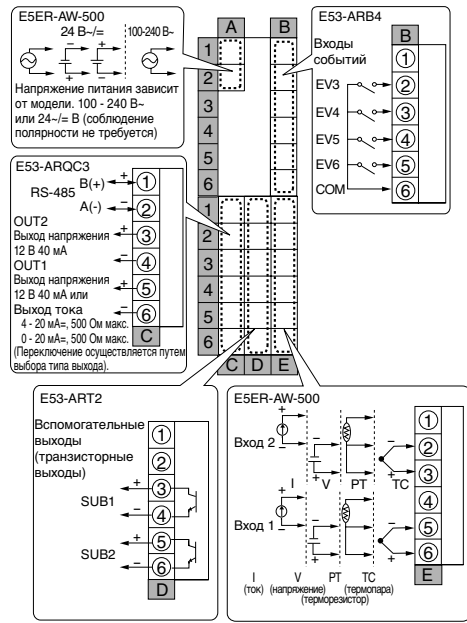 E5ER-AW-500
24 В~/=
100-240 В~
Напряжение питания зависит
от модели. 100 - 240 В~
или 24~/= В (соблюдение
полярности не требуется)
A
B
1
2
3
4
5
6
1
2
3
4
5
6
C D E
E53-ARB4
Входы
событий
B
1
EV3 2
EV4 3
EV5 4
EV6 5
COM 6
E53-ARQC3
RS-485
B(+) + 1
A(-) − 2
OUT2
Выход напряжения + 3
12 В 40 мА
OUT1 − 4
Выход напряжения
12 В 40 мА или + 5
Выход тока − 6
4 - 20 мА=, 500 Ом макс.
0 - 20 мА=, 500 Ом макс.
(Переключение осуществляется путем
выбора типа выхода).
C
E53-ART2
Вспомогательные
выходы
(транзисторные
выходы)
1
2
SUB1 + 3
− 4
SUB2 + 5
− 6
D
E5ER-AW-500
Вход 2
I V PT TC
Вход 1
1
2
3
4
5
6
E
I V PT TC
(ток) (напряжение) (термопара)
(терморезистор)